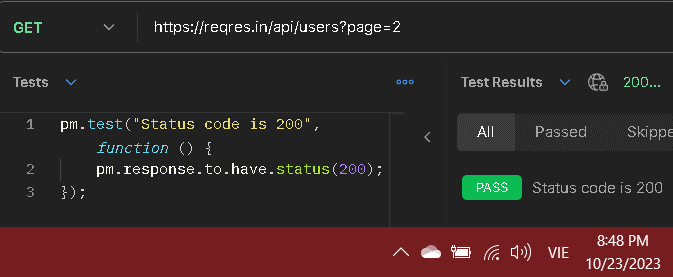 GET
https://reqres.in/api/users?page=2
Tests
Test Results
200...
1 pm.test("Status code is 200",
function () {
2 pm.response.to.have.status(200);
3 });
All
Passed
Skippe
PASS
Status code is 200
VIE
8:48 PM
10/23/2023